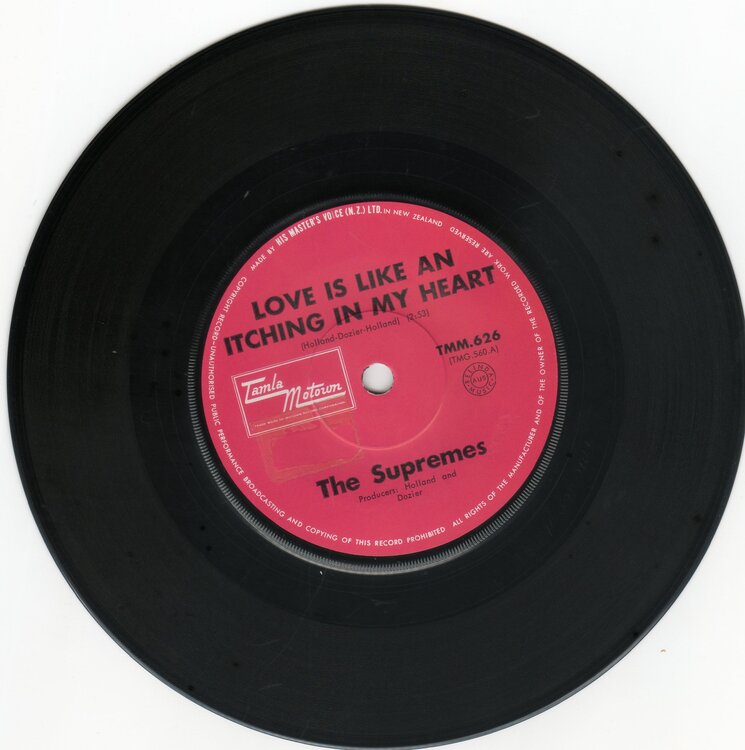 MADE BY HIS MASTER'S VOICE (N.Z.) LTD. IN NEW ZEALAND
COPYRIGHT RECORD—UNAUTHORISED PUBLIC PERFORMANCE BROADCASTING AND COPYING OF THIS RECORD PROHIBITED
ALL RIGHTS OF THE MANUFACTURER AND OF THE OWNER OF THE RECORDED WORK ARE RESERVED
LOVE IS LIKE AN
ITCHING IN MY HEART
(Holland-Dozier-Holland) (2:53)
TMM.626
(TMG.560.A)
BELINDA
AUS
MUSIC
Tamla
Motown
The Supremes
Producers: Holland and
Dozier